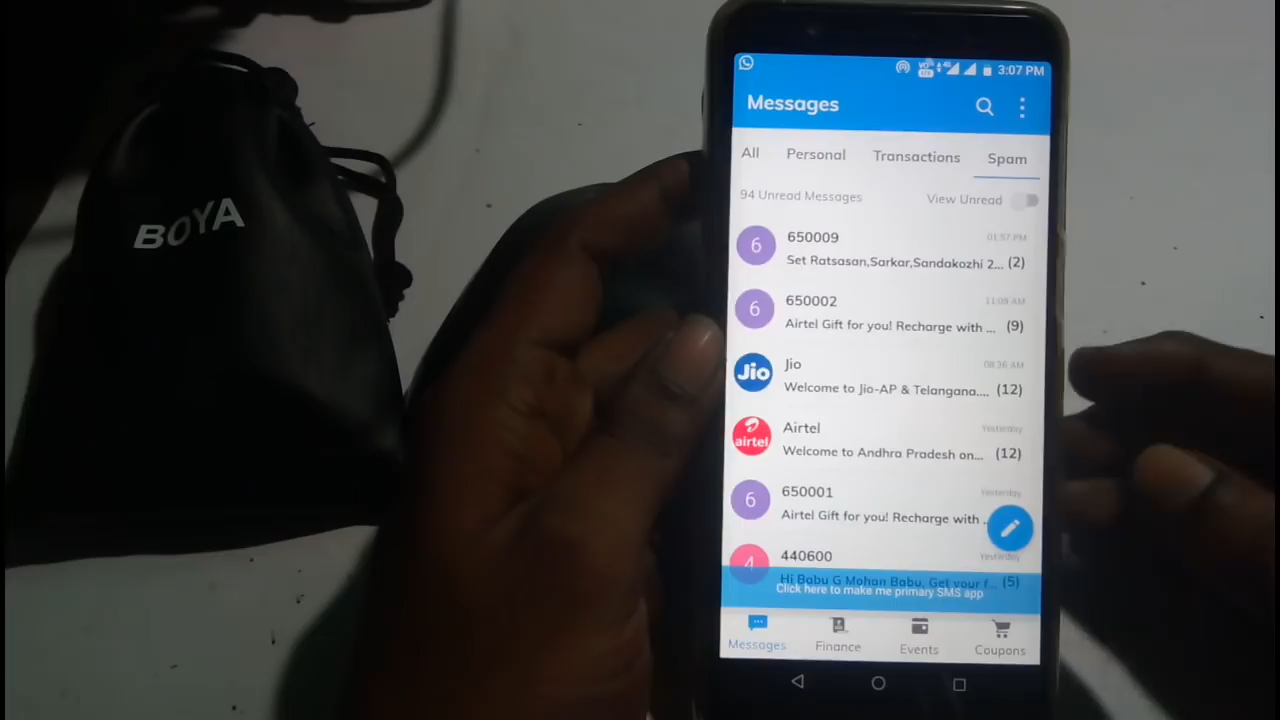 BOYA
3:07 PM
Messages
All Personal Transactions Spam
94 Unread Messages View Unread
6 650009 01:57 PM
Set Ratsasan,Sarkar,Sandakozhi 2... (2)
6 650002 11:08 AM
Airtel Gift for you! Recharge with ... (9)
Jio Jio 08:36 AM
Welcome to Jio-AP & Telangana.... (12)
airtel Airtel Yesterday
Welcome to Andhra Pradesh on... (12)
6 650001 Yesterday
Airtel Gift for you! Recharge with ..
4 440600 Yesterday
Hi Babu G Mohan Babu, Get your f... (5)
Click here to make me primary SMS app
Messages Finance Events Coupons